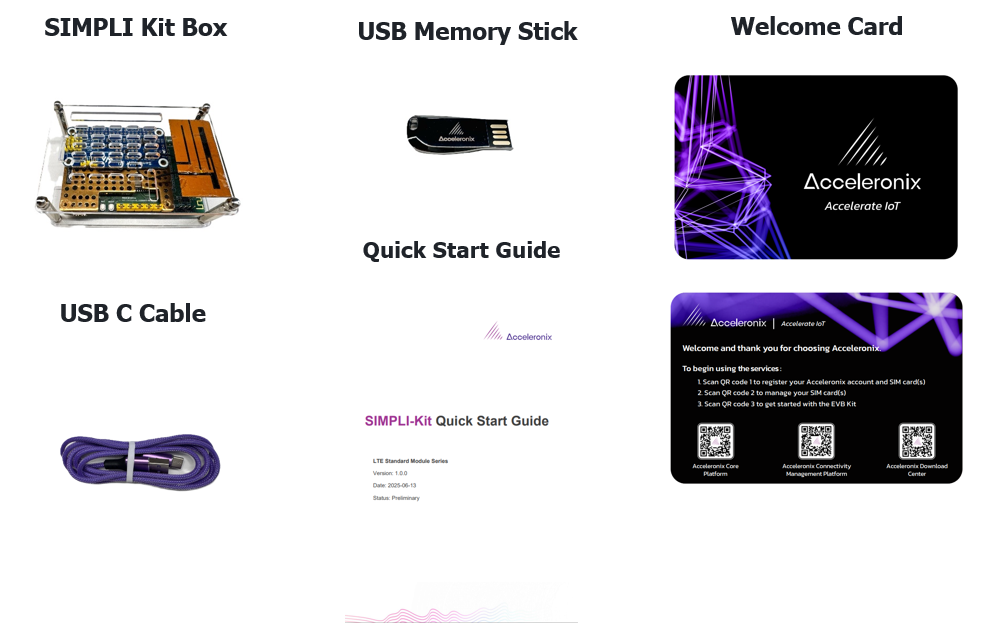 SIMPLI Kit Box
USB Memory Stick
Acceleronix
Welcome Card
Acceleronix
Accelerate IoT
Quick Start Guide
Acceleronix
SIMPLI-Kit Quick Start Guide
LTE Standard Module Series
Version: 1.0.0
Date: 2025-06-13
Status: Preliminary
USB C Cable
Acceleronix | Accelerate IoT
Welcome and thank you for choosing Acceleronix.
To begin using the services:
1. Scan QR code 1 to register your Acceleronix account and SIM card(s)
2. Scan QR code 2 to manage your SIM card(s)
3. Scan QR code 3 to get started with the EVB Kit
Acceleronix Core
Platform
Acceleronix Connectivity
Management Platform
Acceleronix Download
Center